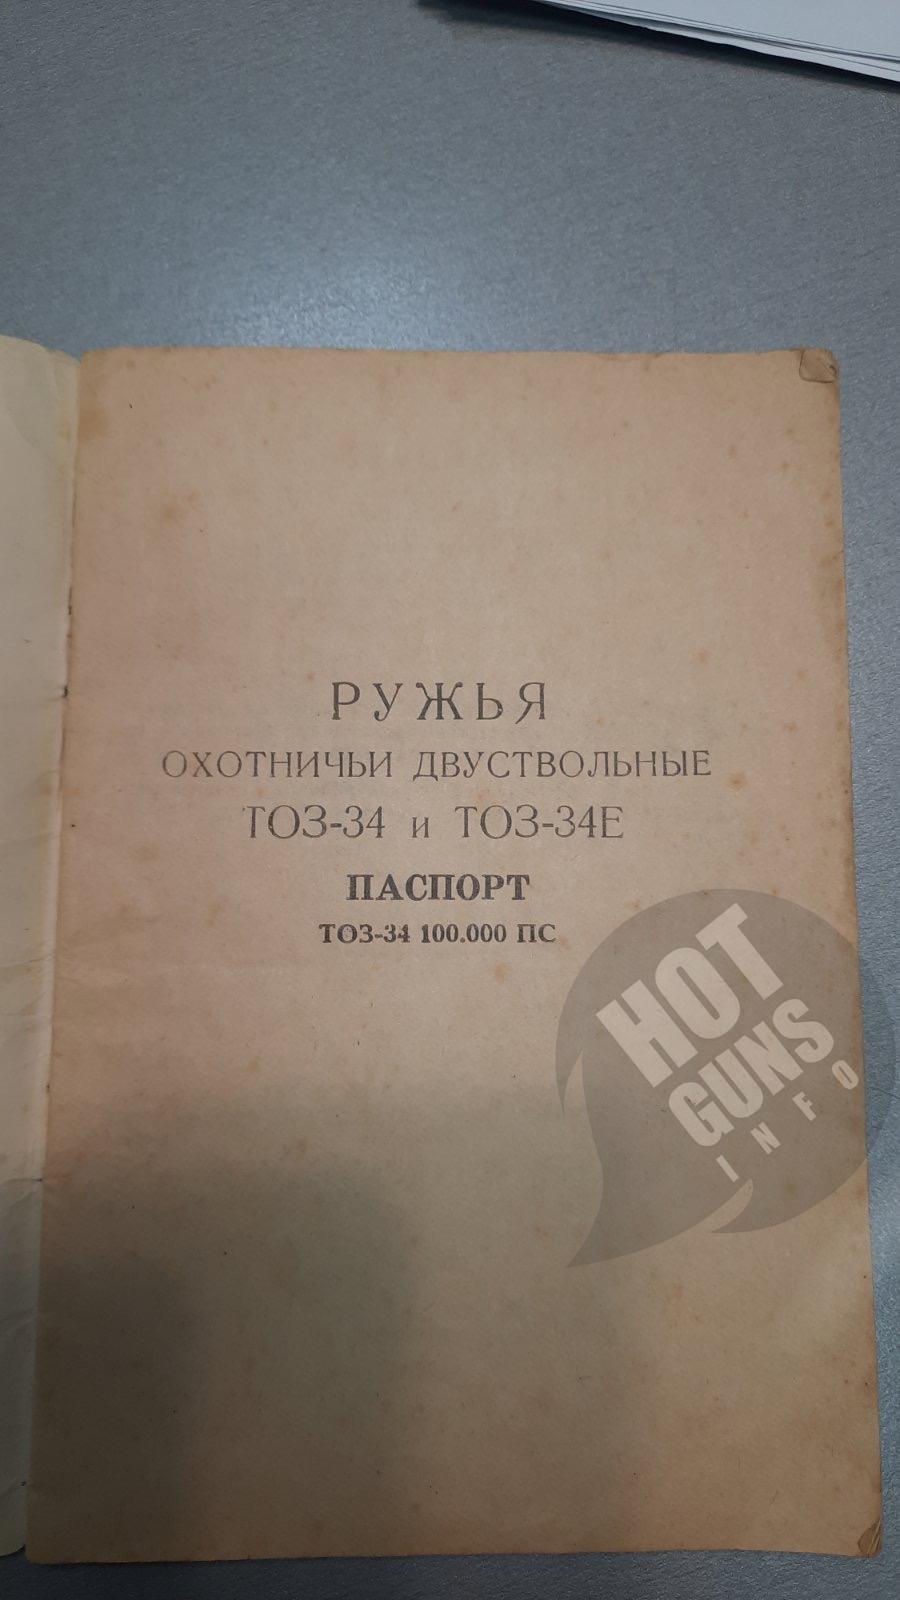 РУЖЬЯ
ОХОТНИЧЬИ ДВУСТВОЛЬНЫЕ
ТОЗ-34 и ТОЗ-34Е
ПАСПОРТ
ТОЗ-34 100.000 ПС
HOT
GUNS
INFO